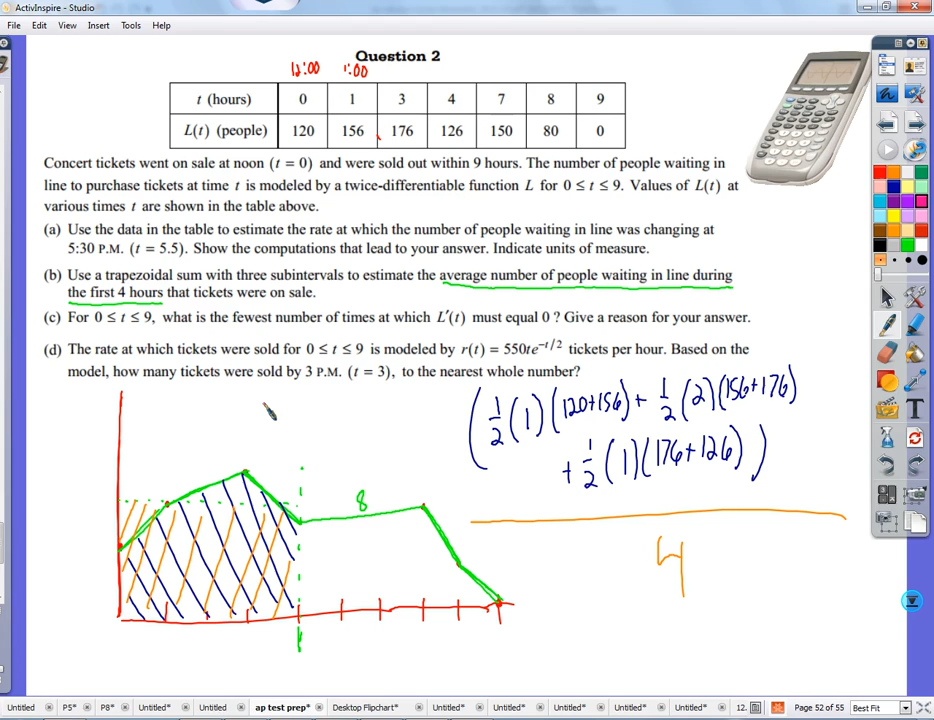 ActivInspire - Studio
File Edit View Insert Tools Help
Question 2
12:00 1:00
t (hours) 0 1 3 4 7 8 9
L(t) (people) 120 156 176 126 150 80 0
Concert tickets went on sale at noon (t = 0) and were sold out within 9 hours. The number of people waiting in
line to purchase tickets at time t is modeled by a twice-differentiable function L for 0 ≤ t ≤ 9. Values of L(t) at
various times t are shown in the table above.
(a) Use the data in the table to estimate the rate at which the number of people waiting in line was changing at
5:30 P.M. (t = 5.5). Show the computations that lead to your answer. Indicate units of measure.
(b) Use a trapezoidal sum with three subintervals to estimate the average number of people waiting in line during
the first 4 hours that tickets were on sale.
(c) For 0 ≤ t ≤ 9, what is the fewest number of times at which L′(t) must equal 0 ? Give a reason for your answer.
(d) The rate at which tickets were sold for 0 ≤ t ≤ 9 is modeled by r(t) = 550te^(−t/2) tickets per hour. Based on the
model, how many tickets were sold by 3 P.M. (t = 3), to the nearest whole number?
( 1/2 (1)(120+156) + 1/2 (2)(156+176)
+ 1/2 (1)(176+126) )
8
4
Untitled P5* P8* Untitled* Untitled ap test prep* Desktop Flipchart* Untitled* Untitled* Untitled* Untitled* Untitled* 12. Page 52 of 55 Best Fit